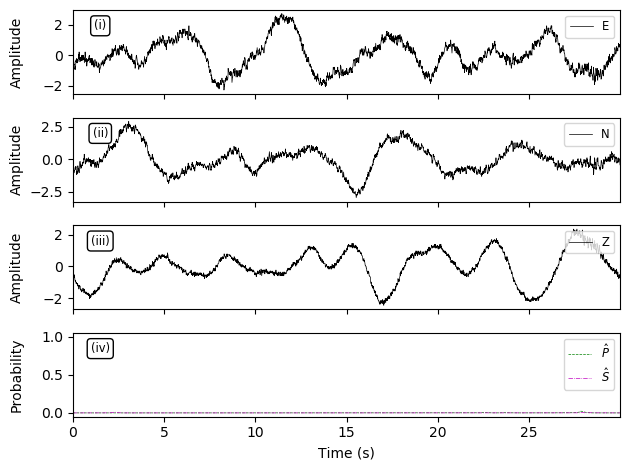 (i)
E
2
0
−2
Amplitude
(ii)
N
2.5
0.0
−2.5
Amplitude
(iii)
Z
2
0
−2
Amplitude
(iv)
P̂
Ŝ
1.0
0.5
0.0
Probability
0 5 10 15 20 25
Time (s)